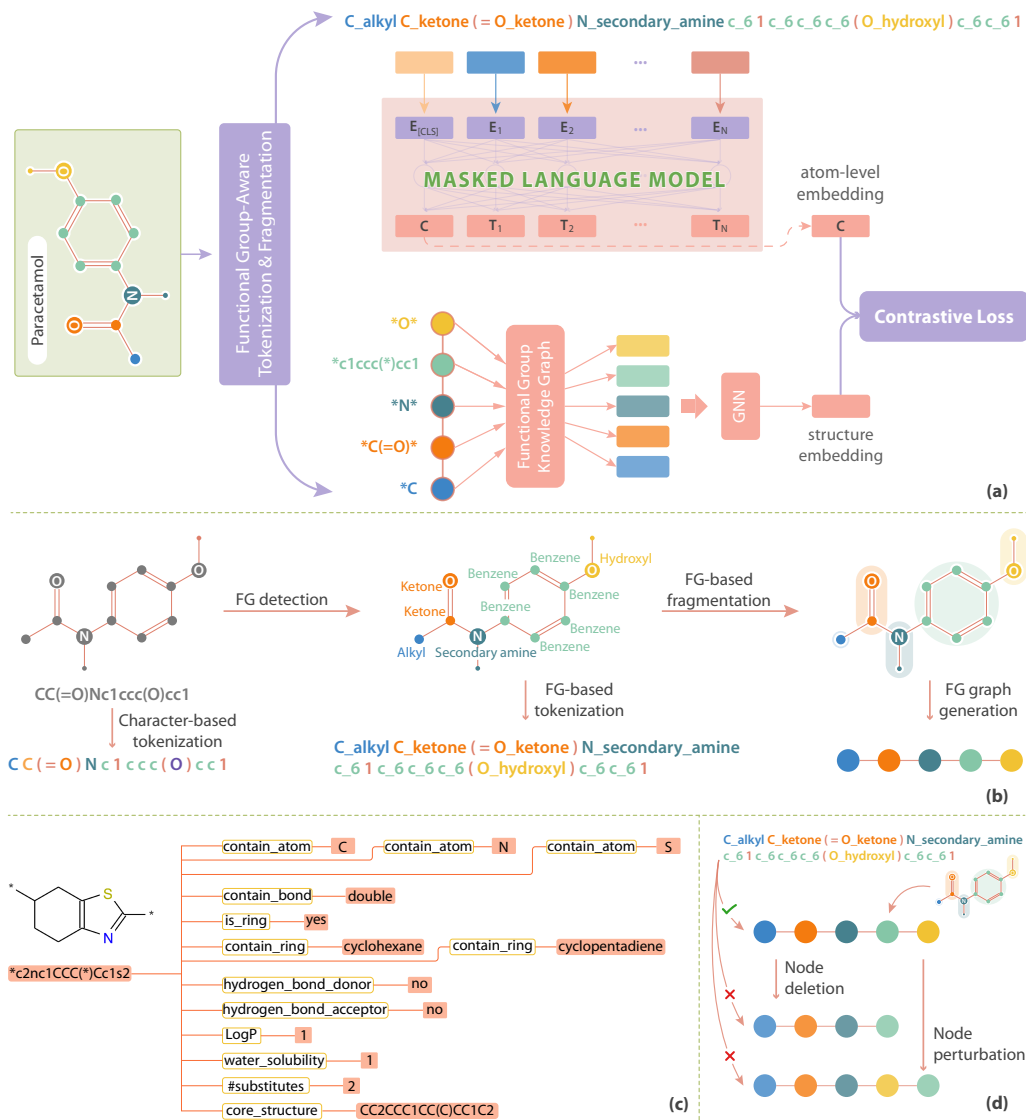 C_alkyl C_ketone ( = O_ketone ) N_secondary_amine c_6 1 c_6 c_6 c_6 ( O_hydroxyl ) c_6 c_6 1
...
Paracetamol
O
N
O
Functional Group-Aware
Tokenization & Fragmentation
E[CLS] E1 E2 ... EN
MASKED LANGUAGE MODEL
C T1 T2 ... TN
atom-level
embedding
C
Contrastive Loss
*O*
*c1ccc(*)cc1
*N*
*C(=O)*
*C
Functional Group
Knowledge Graph
GNN
structure
embedding
(a)
O
O
N
CC(=O)Nc1ccc(O)cc1
Character-based
tokenization
C C ( = O ) N c 1 c c c ( O ) c c 1
FG detection
Benzene
O
Hydroxyl
Ketone
O
Benzene
Benzene
Ketone
Benzene
Benzene
N
Alkyl
Secondary amine
Benzene
FG-based
tokenization
C_alkyl C_ketone ( = O_ketone ) N_secondary_amine
c_6 1 c_6 c_6 c_6 ( O_hydroxyl ) c_6 c_6 1
FG-based
fragmentation
O
O
N
FG graph
generation
(b)
*
S
N
*
*c2nc1CCC(*)Cc1s2
contain_atom C contain_atom N contain_atom S
contain_bond double
is_ring yes
contain_ring cyclohexane contain_ring cyclopentadiene
hydrogen_bond_donor no
hydrogen_bond_acceptor no
LogP 1
water_solubility 1
#substitutes 2
core_structure CC2CCC1CC(C)CC1C2
(c)
C_alkyl C_ketone ( = O_ketone ) N_secondary_amine
c_6 1 c_6 c_6 c_6 ( O_hydroxyl ) c_6 c_6 1
O
O
N
Node
deletion
Node
perturbation
(d)